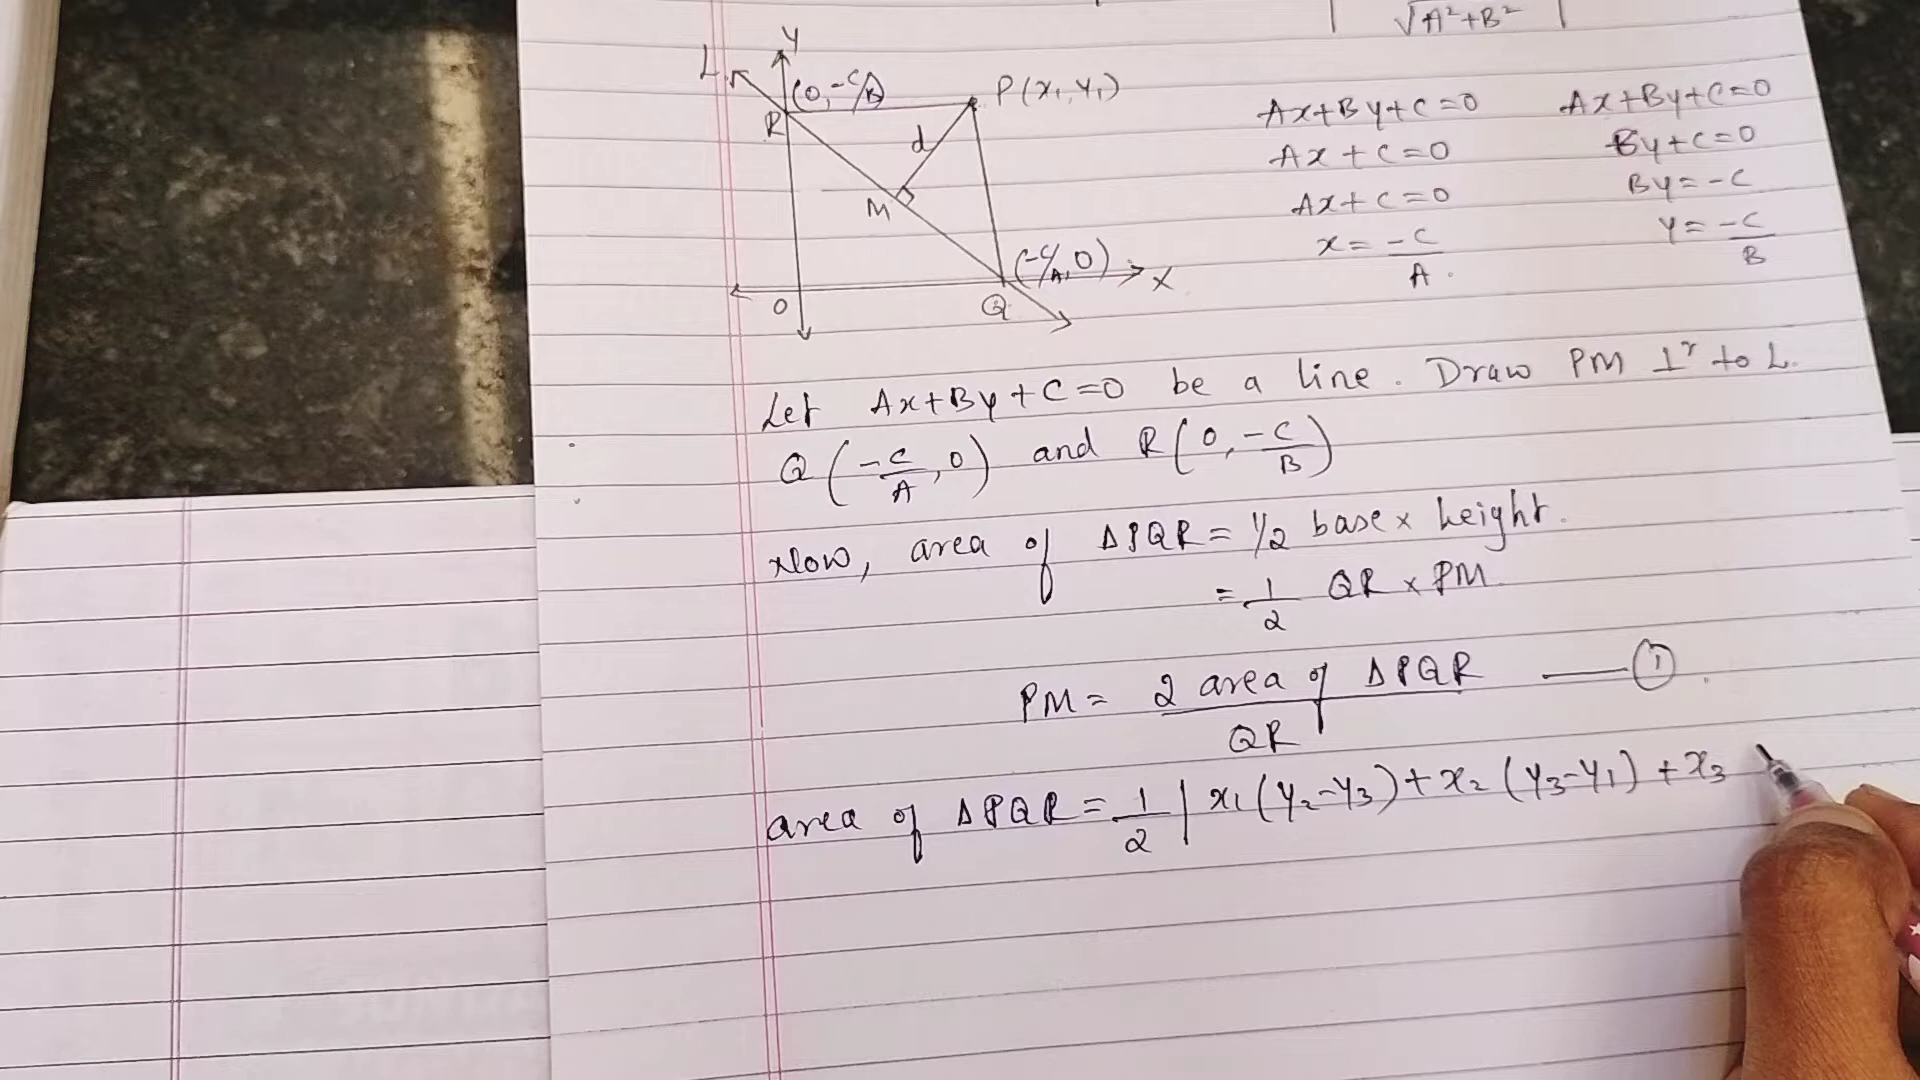 √A²+B²
Y
L
(0, -C/B)
P(x₁, y₁)
R
d
M
(-C/A, 0)
X
O
Q
Ax+By+C=0
Ax+C=0
Ax+C=0
x = -C/A.
Ax+By+C=0
By+C=0
By=-C
y = -C/B
Let Ax+By+C=0 be a line. Draw PM ⊥r to L.
Q(-C/A, 0) and R(0, -C/B)
Now, area of ΔPQR = 1/2 base × height.
= 1/2 QR × PM.
PM = 2 area of ΔPQR / QR —— ①
area of ΔPQR = 1/2 | x₁(y₂-y₃)+x₂(y₃-y₁)+x₃